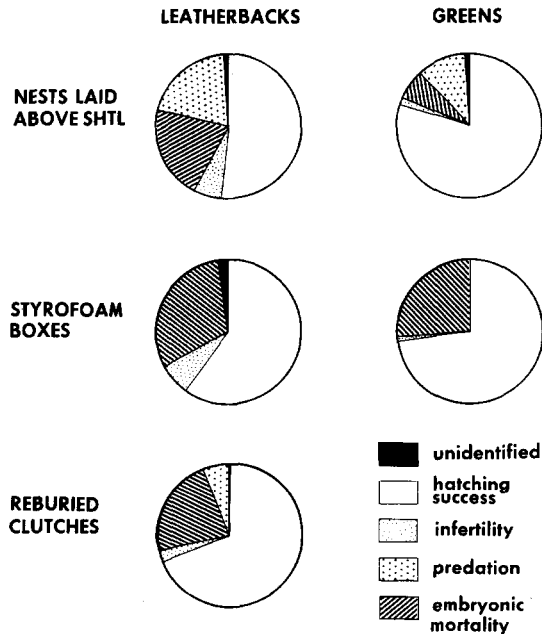 LEATHERBACKS
GREENS
NESTS LAID
ABOVE SHTL
STYROFOAM
BOXES
REBURIED
CLUTCHES
unidentified
hatching
success
infertility
predation
embryonic
mortality